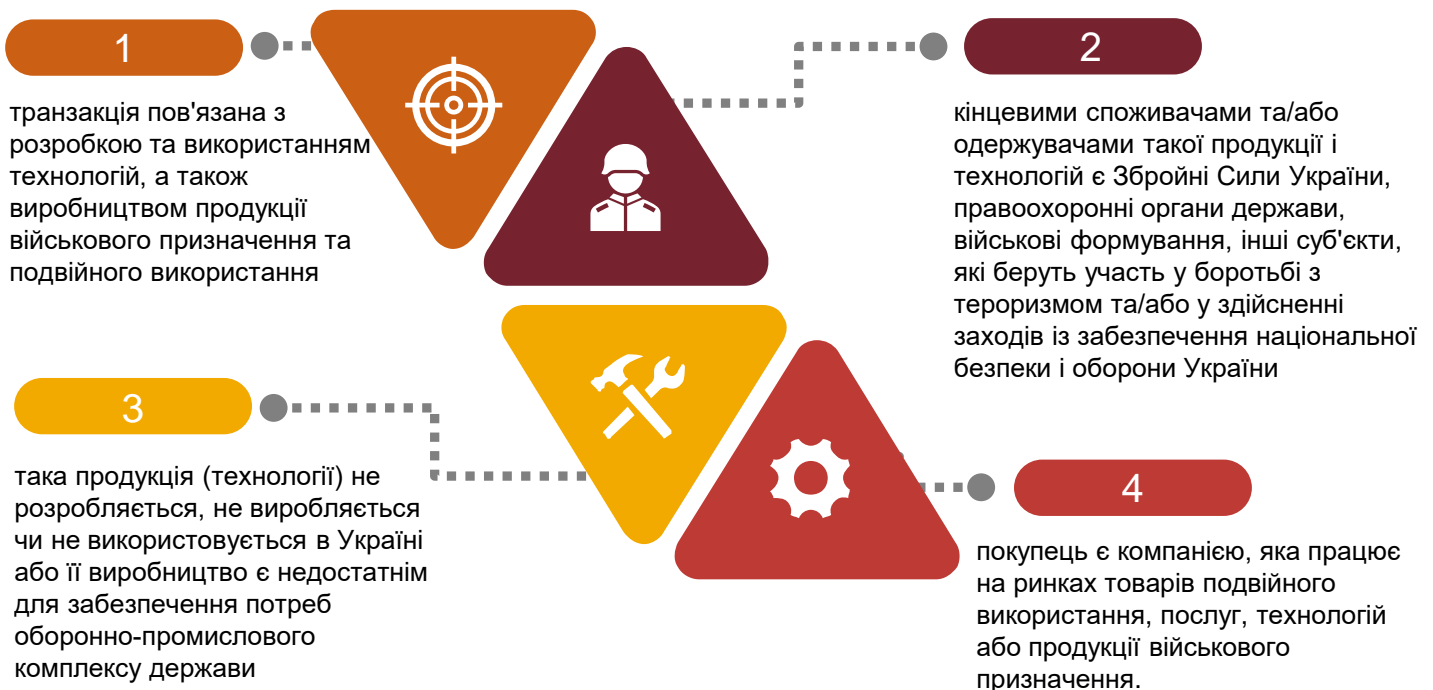 1
транзакція пов'язана з
розробкою та використанням
технологій, а також
виробництвом продукції
військового призначення та
подвійного використання
2
кінцевими споживачами та/або
одержувачами такої продукції і
технологій є Збройні Сили України,
правоохоронні органи держави,
військові формування, інші суб'єкти,
які беруть участь у боротьбі з
тероризмом та/або у здійсненні
заходів із забезпечення національної
безпеки і оборони України
3
така продукція (технології) не
розробляється, не виробляється
чи не використовується в Україні
або її виробництво є недостатнім
для забезпечення потреб
оборонно-промислового
комплексу держави
4
покупець є компанією, яка працює
на ринках товарів подвійного
використання, послуг, технологій
або продукції військового
призначення.